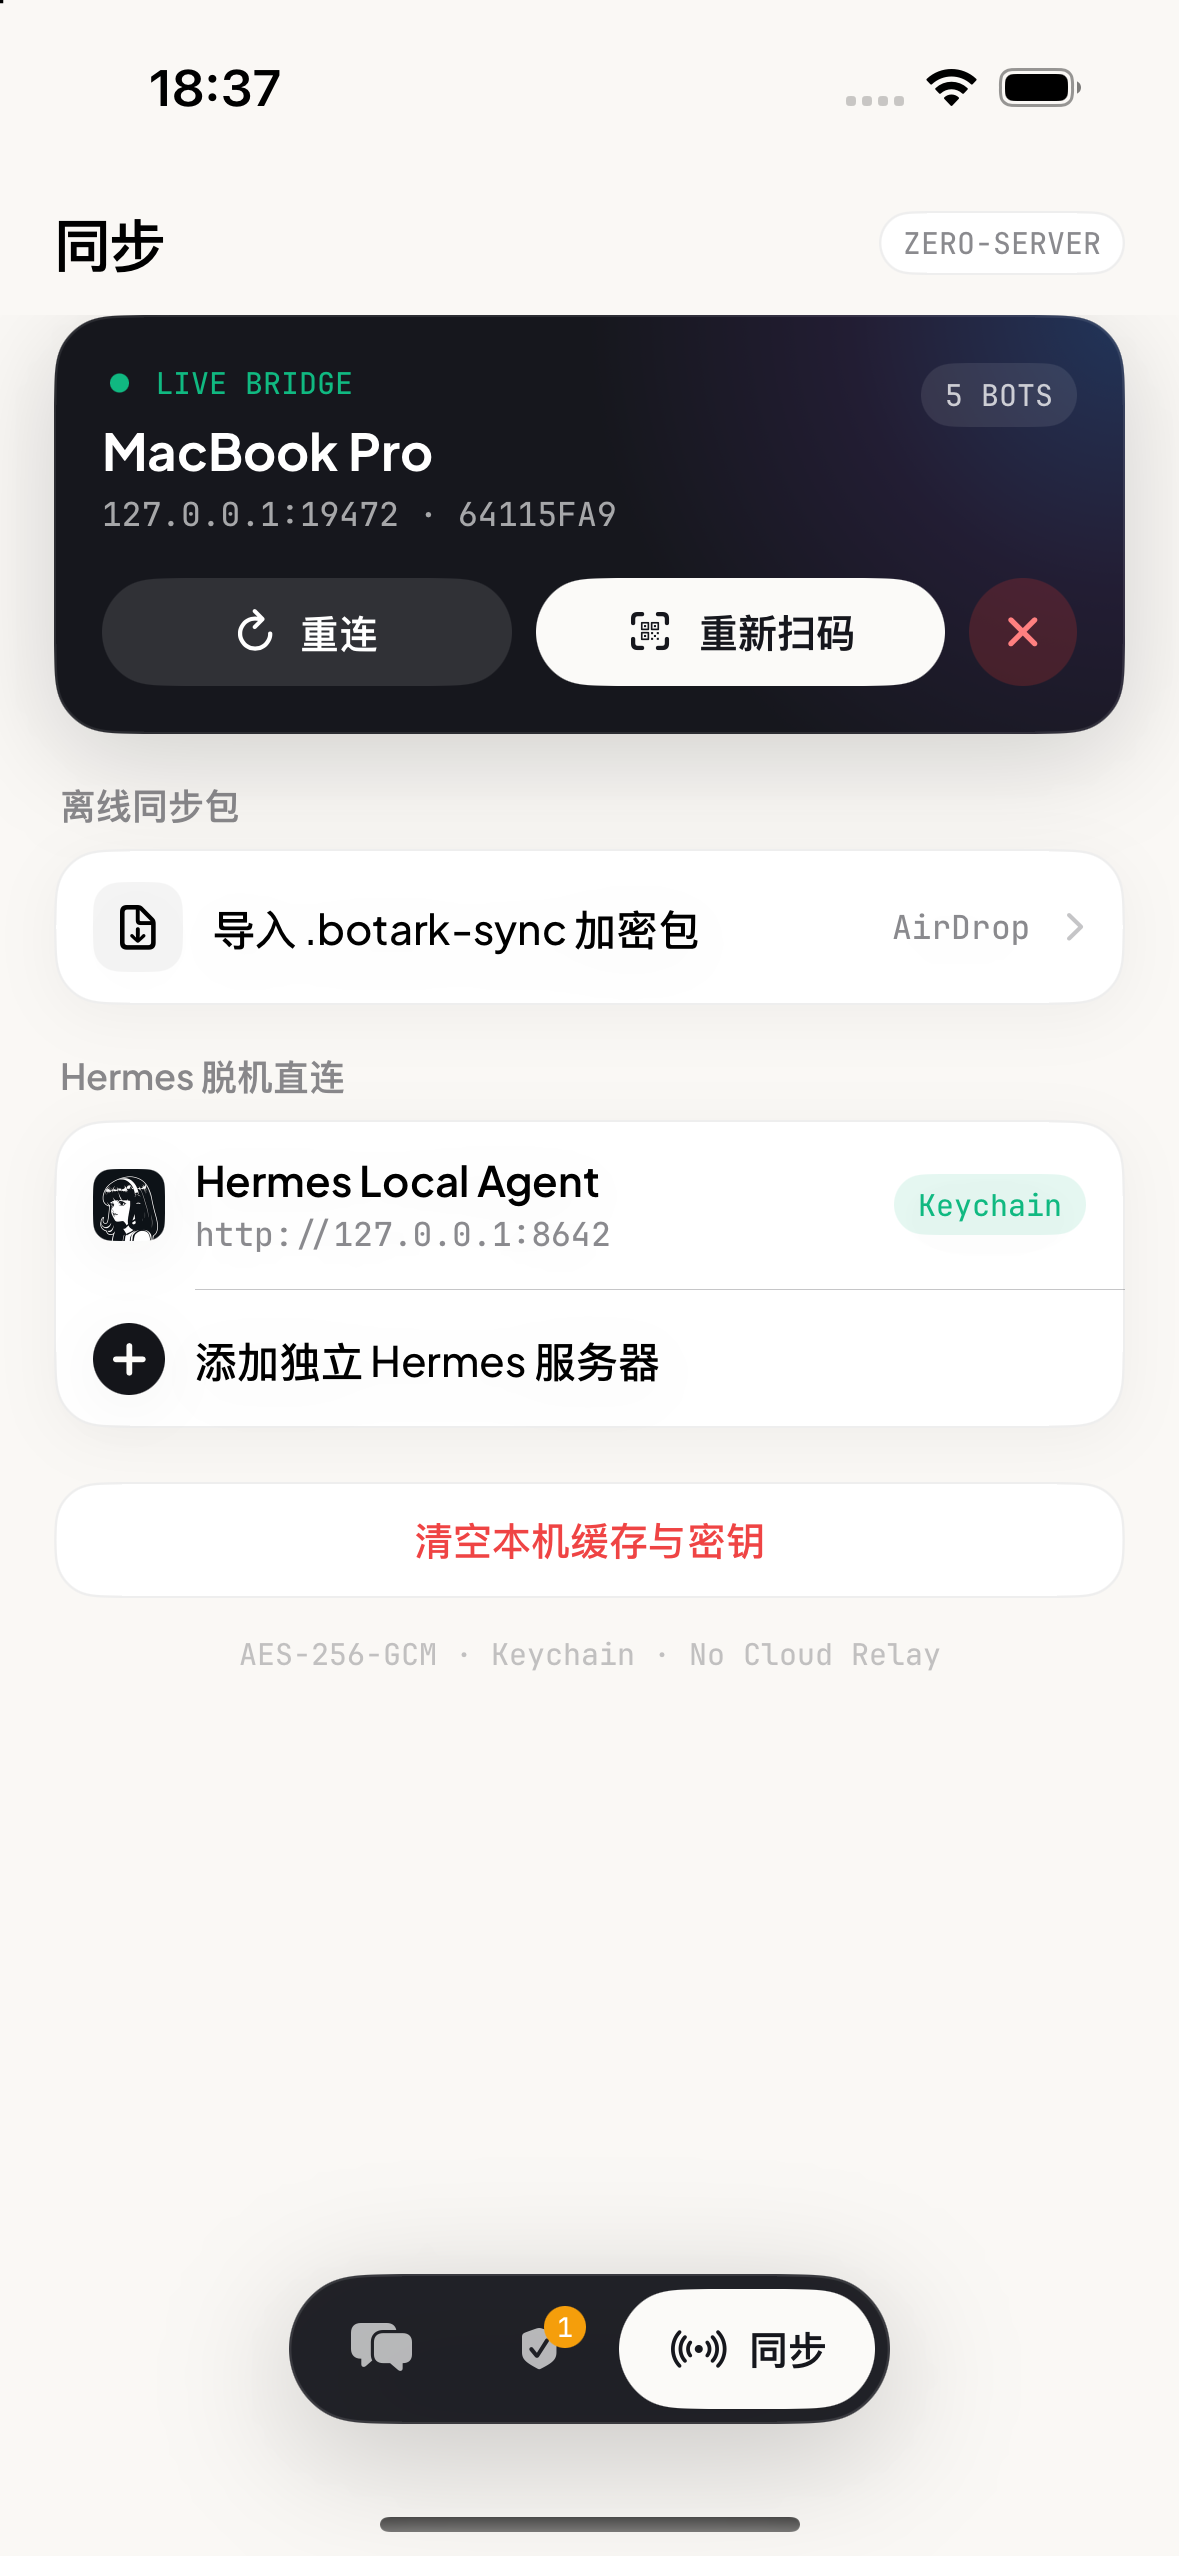 18:37
同步
ZERO-SERVER
LIVE BRIDGE
5 BOTS
MacBook Pro
127.0.0.1:19472 · 64115FA9
重连
重新扫码
离线同步包
导入 .botark-sync 加密包
AirDrop
Hermes 脱机直连
Hermes Local Agent
http://127.0.0.1:8642
Keychain
添加独立 Hermes 服务器
清空本机缓存与密钥
AES-256-GCM · Keychain · No Cloud Relay
1
同步